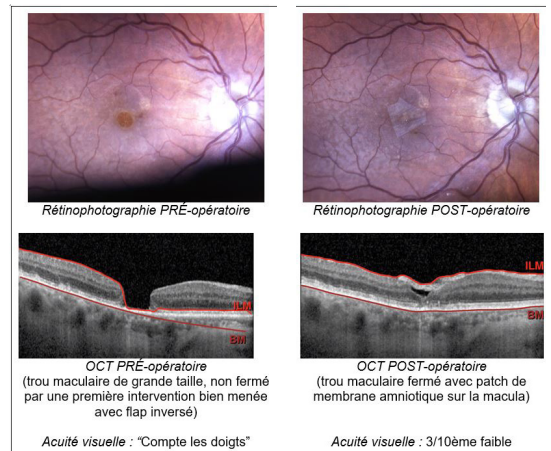 Rétinophotographie PRÉ-opératoire
Rétinophotographie POST-opératoire
ILM
BM
OCT PRÉ-opératoire
(trou maculaire de grande taille, non fermé
par une première intervention bien menée
avec flap inversé)
Acuité visuelle : “Compte les doigts”
ILM
BM
OCT POST-opératoire
(trou maculaire fermé avec patch de
membrane amniotique sur la macula)
Acuité visuelle : 3/10ème faible